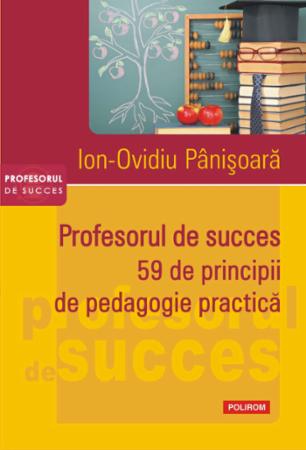 Ion-Ovidiu Pânişoară
PROFESORUL
DE SUCCES
Profesorul de succes
59 de principii
de pedagogie practică
profesorul
de succes
POLIROM